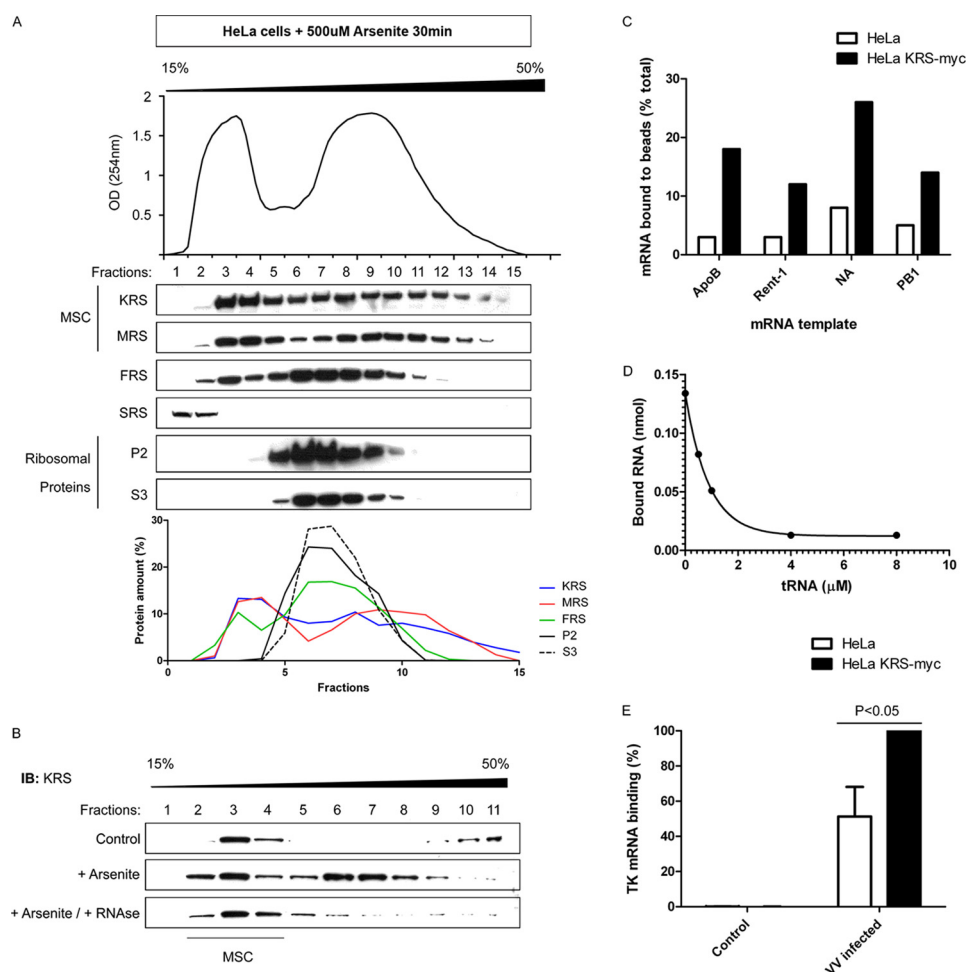 A
HeLa cells + 500uM Arsenite 30min
15%
50%
OD (254nm)
2
1.5
1
0.5
Fractions: 1 2 3 4 5 6 7 8 9 10 11 12 13 14 15
MSC
KRS
MRS
FRS
SRS
Ribosomal
Proteins
P2
S3
Protein amount (%)
30
20
10
0
0 5 10 15
Fractions
KRS
MRS
FRS
P2
S3
B
IB: KRS
15%
50%
Fractions: 1 2 3 4 5 6 7 8 9 10 11
Control
+ Arsenite
+ Arsenite / + RNAse
MSC
C
HeLa
HeLa KRS-myc
mRNA bound to beads (% total)
30
20
10
0
ApoB
Rent-1
NA
PB1
mRNA template
D
Bound RNA (nmol)
0.15
0.10
0.05
0.00
0 2 4 6 8
tRNA (μM)
HeLa
HeLa KRS-myc
E
P<0.05
TK mRNA binding (%)
100
80
60
40
20
0
Control
VV infected